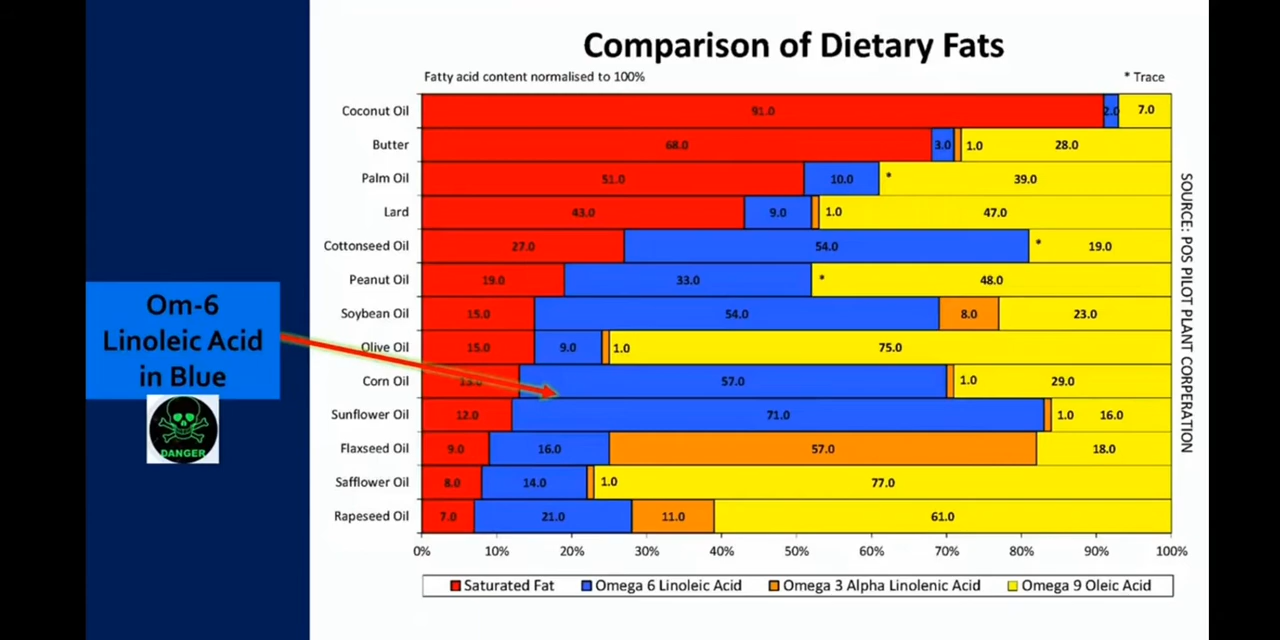 Comparison of Dietary Fats
Fatty acid content normalised to 100%
* Trace
Coconut Oil 91.0 2.0 7.0
Butter 68.0 3.0 1.0 28.0
Palm Oil 51.0 10.0 * 39.0
Lard 43.0 9.0 1.0 47.0
Cottonseed Oil 27.0 54.0 * 19.0
Peanut Oil 19.0 33.0 * 48.0
Soybean Oil 15.0 54.0 8.0 23.0
Olive Oil 15.0 9.0 1.0 75.0
Corn Oil 13.0 57.0 1.0 29.0
Sunflower Oil 12.0 71.0 1.0 16.0
Flaxseed Oil 9.0 16.0 57.0 18.0
Safflower Oil 8.0 14.0 1.0 77.0
Rapeseed Oil 7.0 21.0 11.0 61.0
0% 10% 20% 30% 40% 50% 60% 70% 80% 90% 100%
Saturated Fat Omega 6 Linoleic Acid Omega 3 Alpha Linolenic Acid Omega 9 Oleic Acid
SOURCE: POS PILOT PLANT CORPERATION
Om-6
Linoleic Acid
in Blue
DANGER